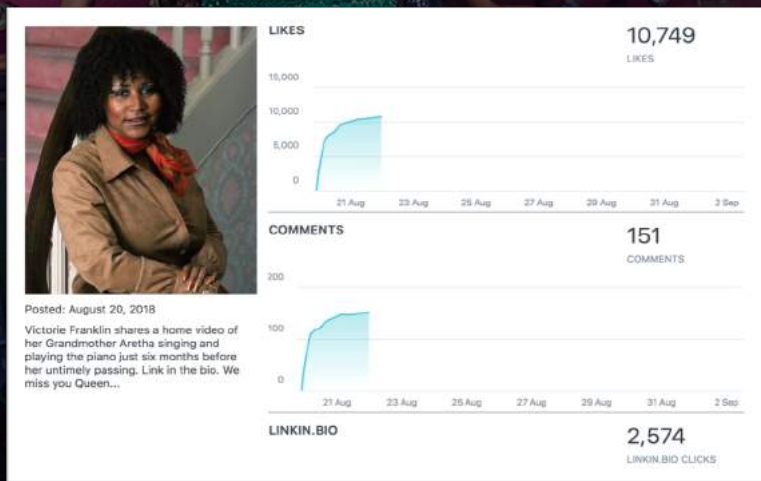 LIKES
10,749
LIKES
15,000
10,000
5,000
0
21 Aug 23 Aug 25 Aug 27 Aug 29 Aug 31 Aug 2 Sep
COMMENTS
151
COMMENTS
200
100
0
21 Aug 23 Aug 25 Aug 27 Aug 29 Aug 31 Aug 2 Sep
Posted: August 20, 2018
Victorie Franklin shares a home video of
her Grandmother Aretha singing and
playing the piano just six months before
her untimely passing. Link in the bio. We
miss you Queen...
LINKIN.BIO
2,574
LINKIN.BIO CLICKS